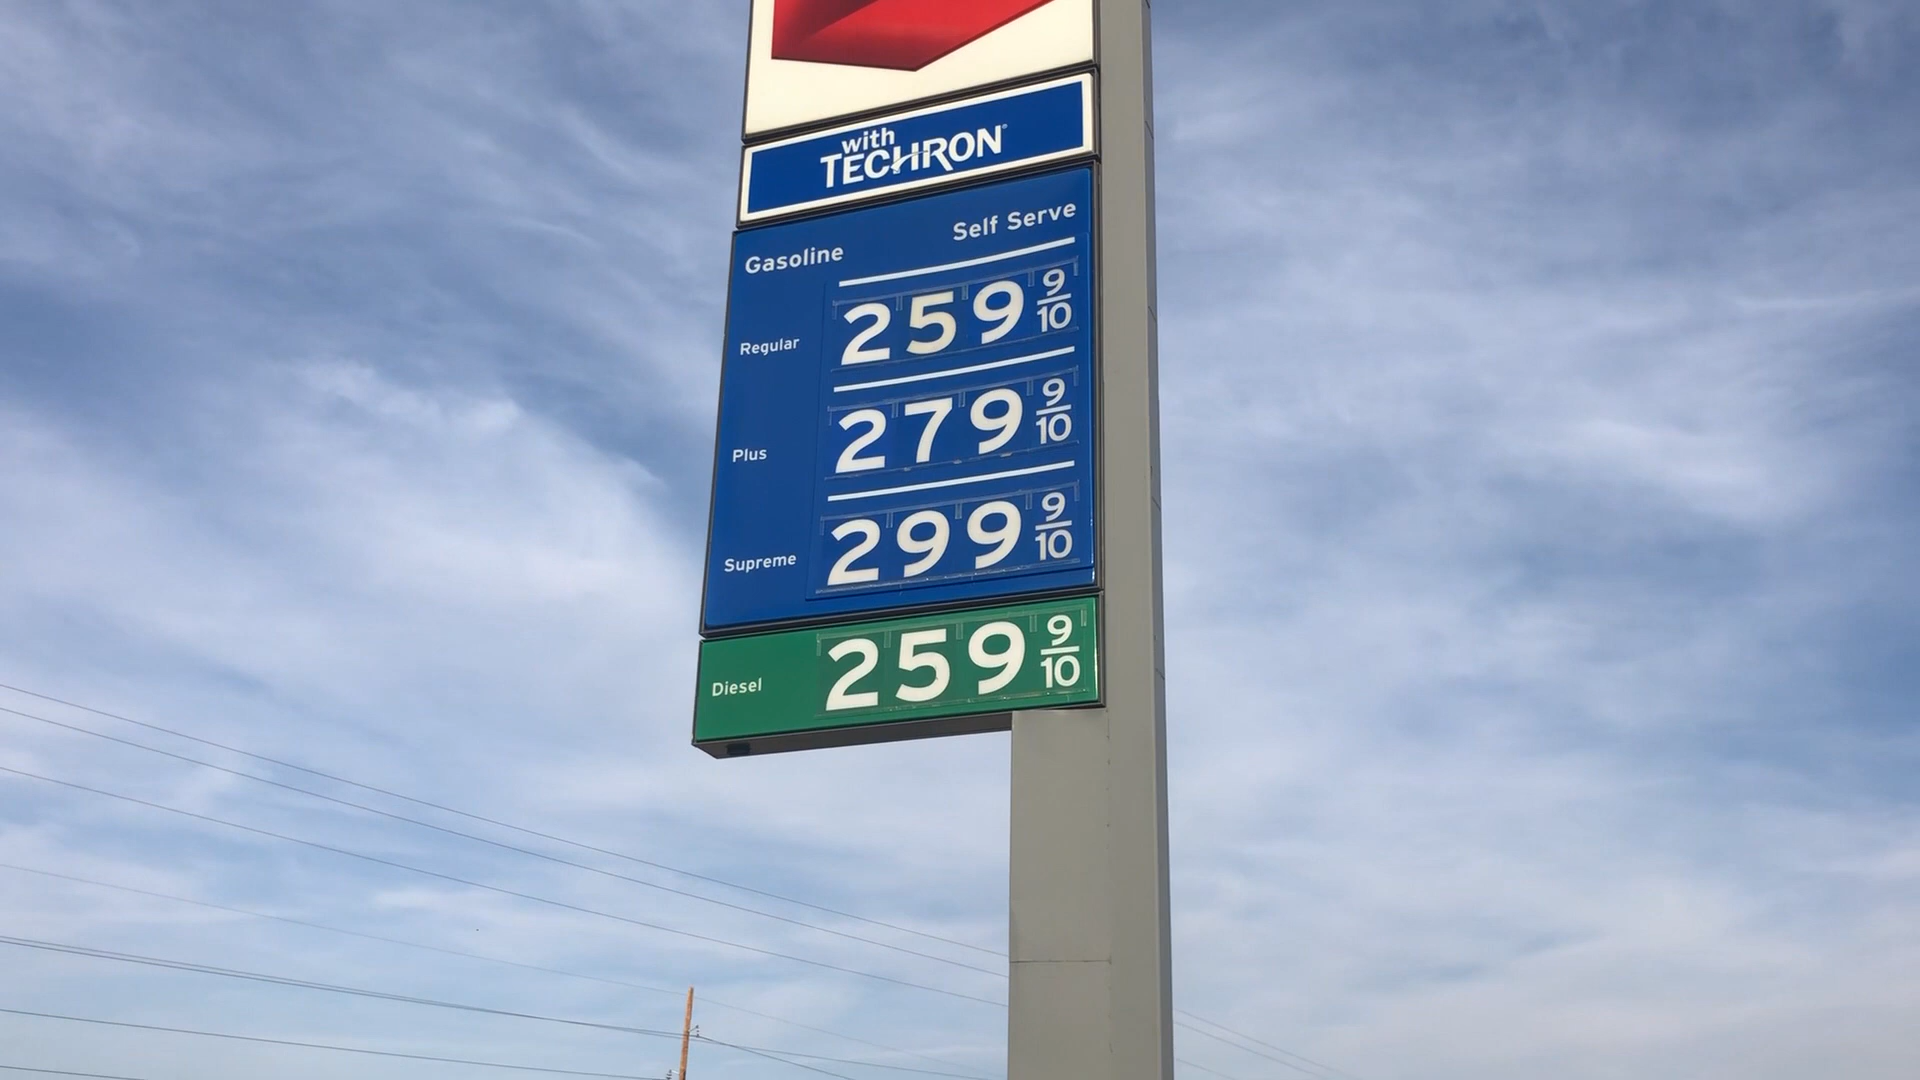 with
TECHRON®
Self Serve
Gasoline
Regular 259 9/10
Plus 279 9/10
Supreme 299 9/10
Diesel 259 9/10